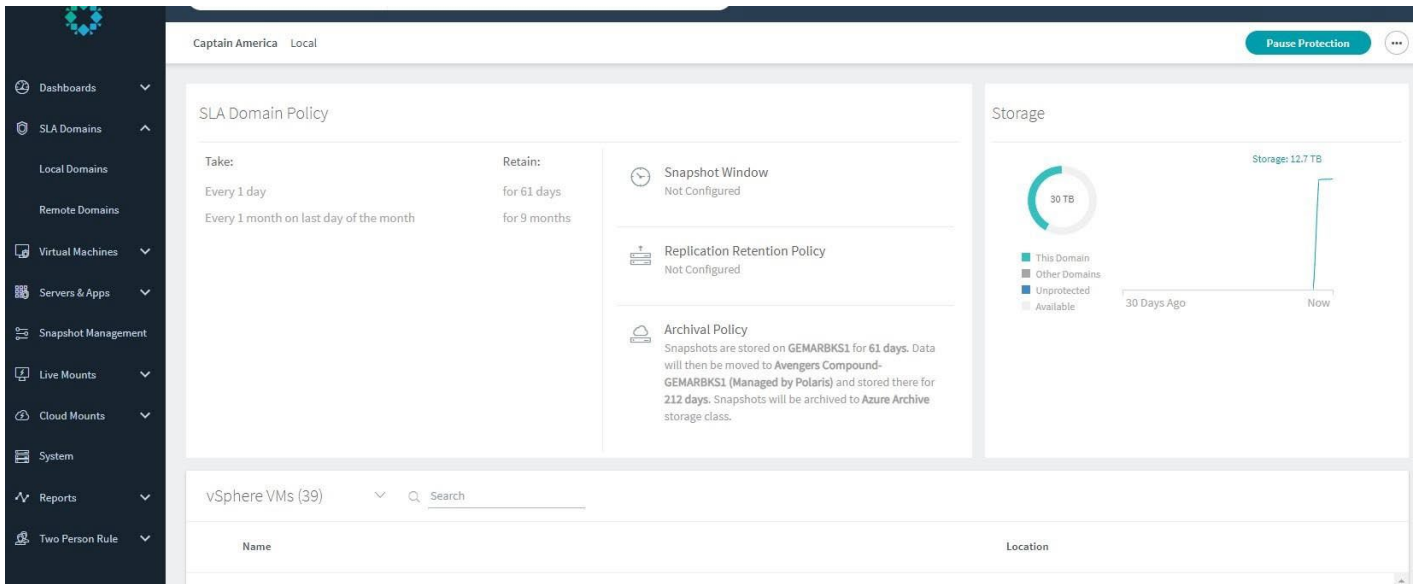 Captain America Local
Pause Protection
Dashboards
SLA Domains
Local Domains
Remote Domains
Virtual Machines
Servers & Apps
Snapshot Management
Live Mounts
Cloud Mounts
System
Reports
Two Person Rule
SLA Domain Policy
Take: Retain:
Every 1 day for 61 days
Every 1 month on last day of the month for 9 months
Snapshot Window
Not Configured
Replication Retention Policy
Not Configured
Archival Policy
Snapshots are stored on GEMARBKS1 for 61 days. Data
will then be moved to Avengers Compound-
GEMARBKS1 (Managed by Polaris) and stored there for
212 days. Snapshots will be archived to Azure Archive
storage class.
Storage
30 TB
This Domain
Other Domains
Unprotected
Available
Storage: 12.7 TB
30 Days Ago Now
vSphere VMs (39) Search
Name Location